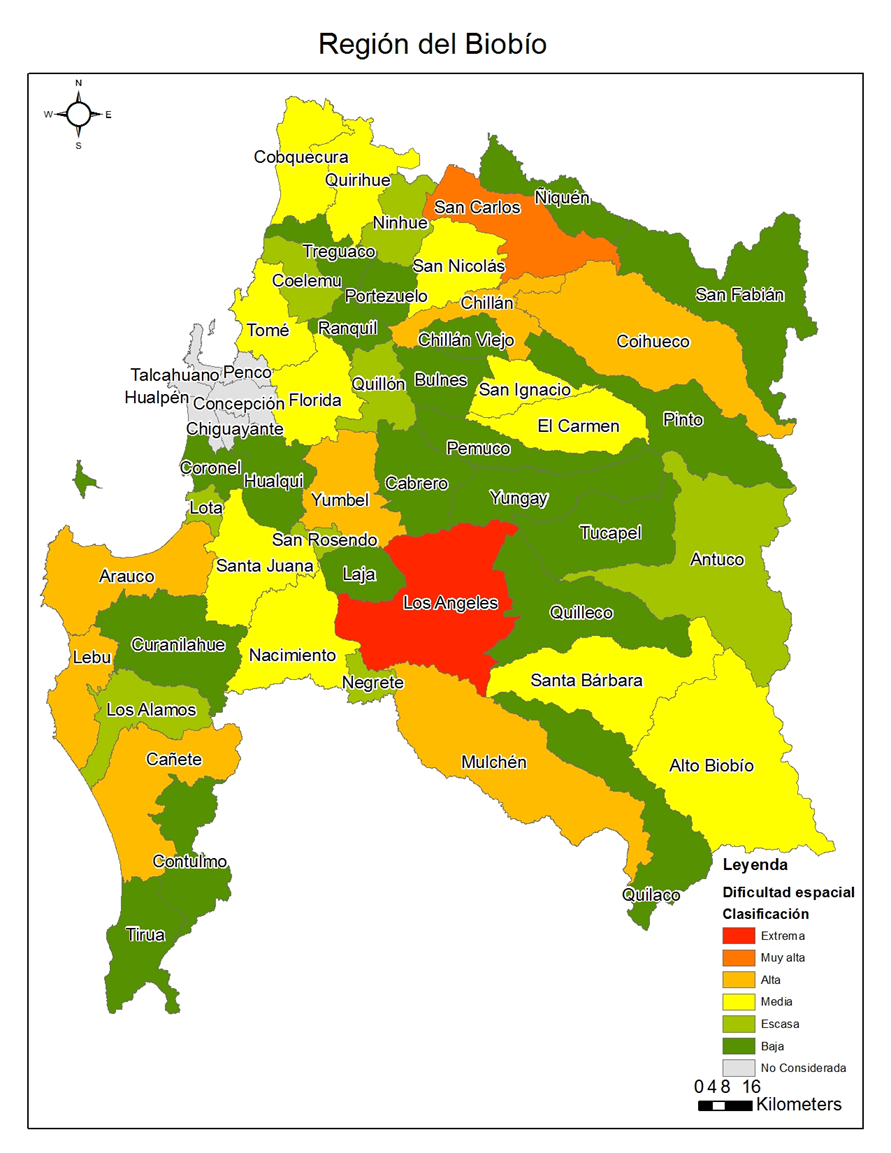 Región del Biobío
N
W
E
S
Cobquecura
Quirihue
Ñiquén
San Carlos
Ninhue
Treguaco
San Nicolás
Coelemu
San Fabián
Portezuelo
Chillán
Tomé
Ranquil
Chillán Viejo
Coihueco
Penco
Talcahuano
Bulnes
Quillón
San Ignacio
Hualpén
Florida
Concepción
Pinto
El Carmen
Chiguayante
Pemuco
Coronel
Hualqui
Cabrero
Yumbel
Yungay
Lota
Tucapel
San Rosendo
Antuco
Santa Juana
Laja
Arauco
Los Angeles
Quilleco
Curanilahue
Lebu
Nacimiento
Santa Bárbara
Negrete
Los Alamos
Cañete
Mulchén
Alto Biobío
Contulmo
Quilaco
Tirua
Leyenda
Dificultad espacial
Clasificación
Extrema
Muy alta
Alta
Media
Escasa
Baja
No Considerada
0 4 8 16
Kilometers